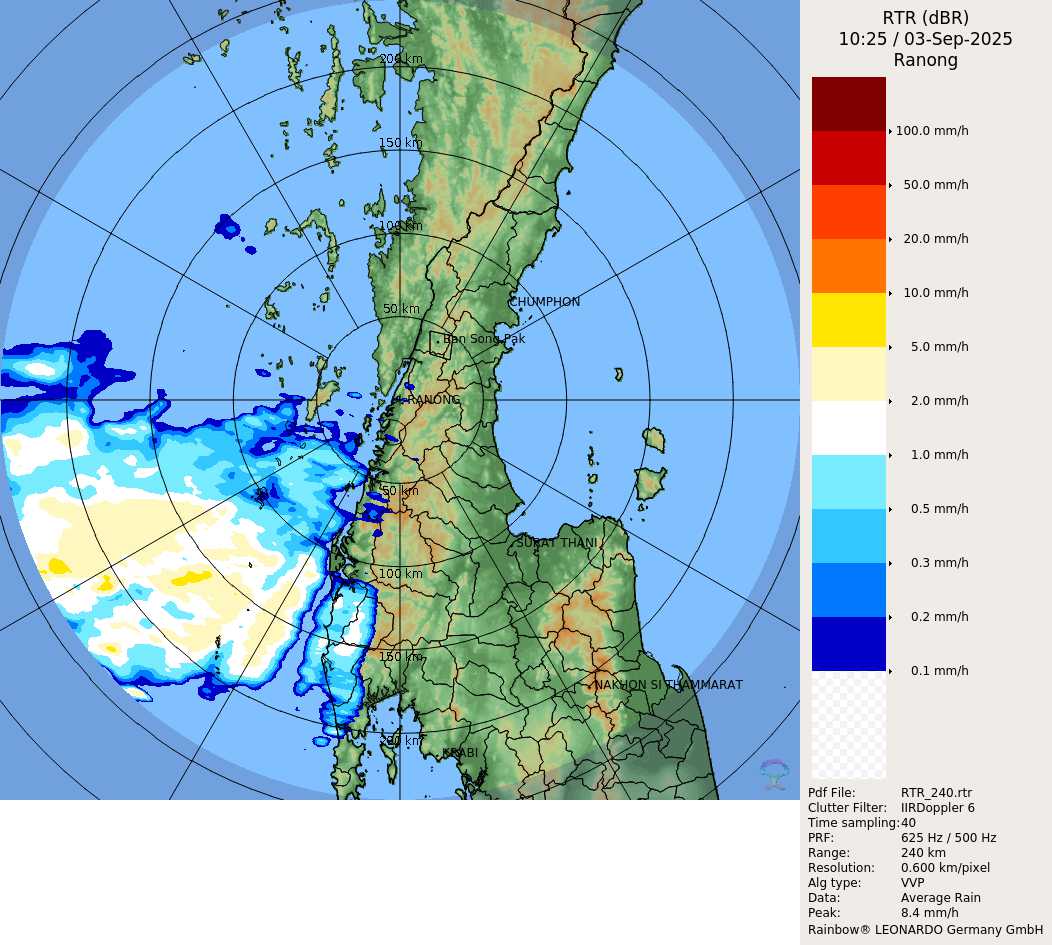 200 km
150 km
100 km
50 km
CHUMPHON
Ban Song Pak
RANONG
50 km
SURAT THANI
100 km
150 km
NAKHON SI THAMMARAT
200 km
KRABI
RTR (dBR)
10:25 / 03-Sep-2025
Ranong
100.0 mm/h
50.0 mm/h
20.0 mm/h
10.0 mm/h
5.0 mm/h
2.0 mm/h
1.0 mm/h
0.5 mm/h
0.3 mm/h
0.2 mm/h
0.1 mm/h
Pdf File: RTR_240.rtr
Clutter Filter: IIRDoppler 6
Time sampling: 40
PRF: 625 Hz / 500 Hz
Range: 240 km
Resolution: 0.600 km/pixel
Alg type: VVP
Data: Average Rain
Peak: 8.4 mm/h
Rainbow® LEONARDO Germany GmbH